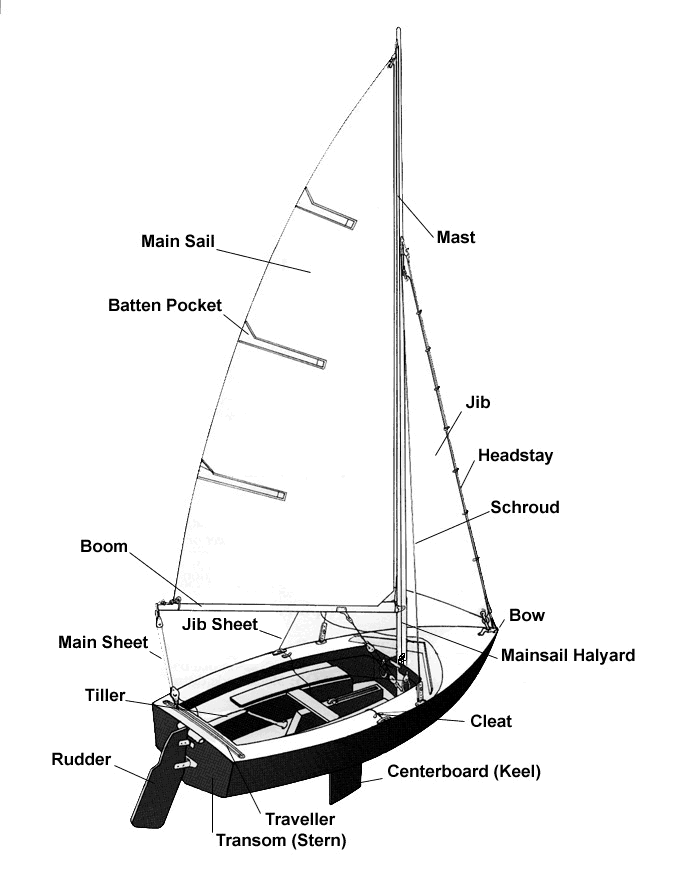 Main Sail
Mast
Batten Pocket
Jib
Headstay
Schroud
Boom
Jib Sheet
Bow
Main Sheet
Mainsail Halyard
Tiller
Cleat
Rudder
Centerboard (Keel)
Traveller
Transom (Stern)